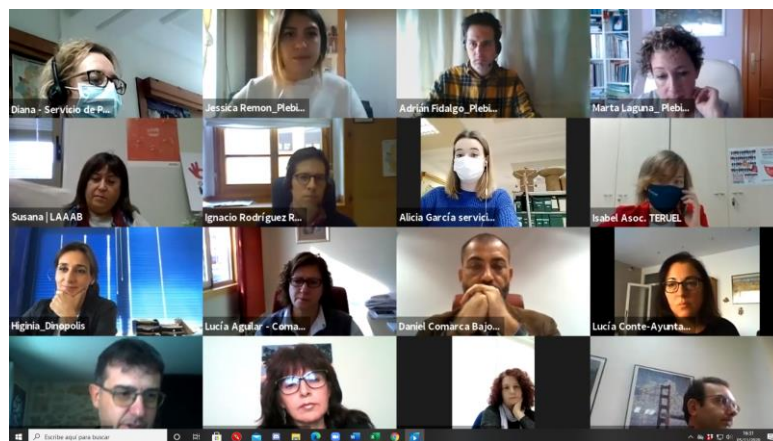 Diana - Servicio de P...
Jessica Remon_Plebi...
Adrián Fidalgo_Plebi...
Marta Laguna_ Plebi...
Susana | LAAAB
Ignacio Rodríguez R...
Alicia García servici...
Isabel Asoc. TERUEL
Higinia_Dinopolis
Lucía Aguilar - Coma...
Daniel Comarca Bajo...
Lucía Conte-Ayunta...
Escribe aquí para buscar